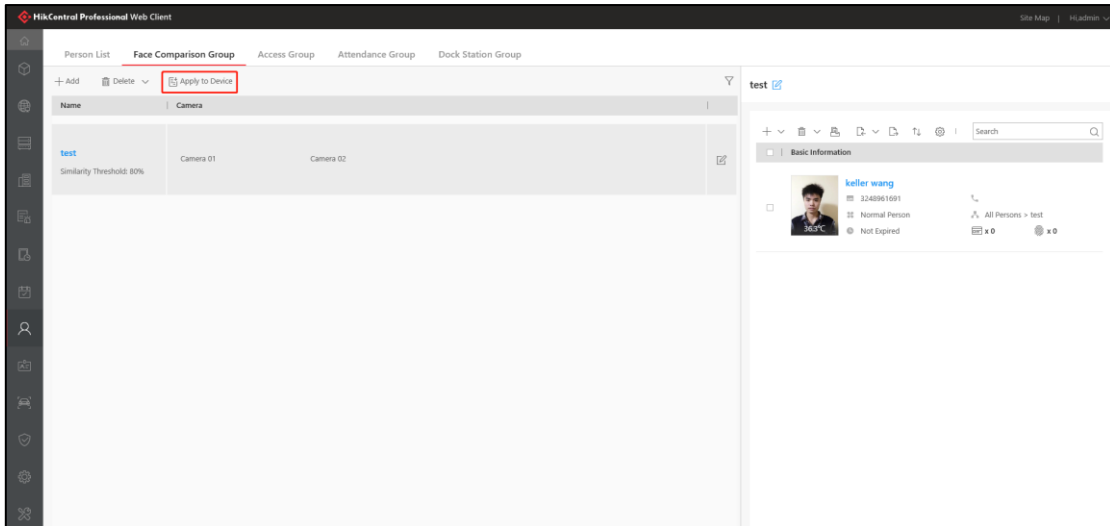 HikCentral Professional Web Client
Site Map | Hi,admin
Person List Face Comparison Group Access Group Attendance Group Dock Station Group
+ Add Delete Apply to Device
test
Name Camera
Search
Basic Information
test
Similarity Threshold: 80%
Camera 01 Camera 02
keller wang
3248961691
Normal Person All Persons > test
Not Expired x 0 x 0
36.3°C